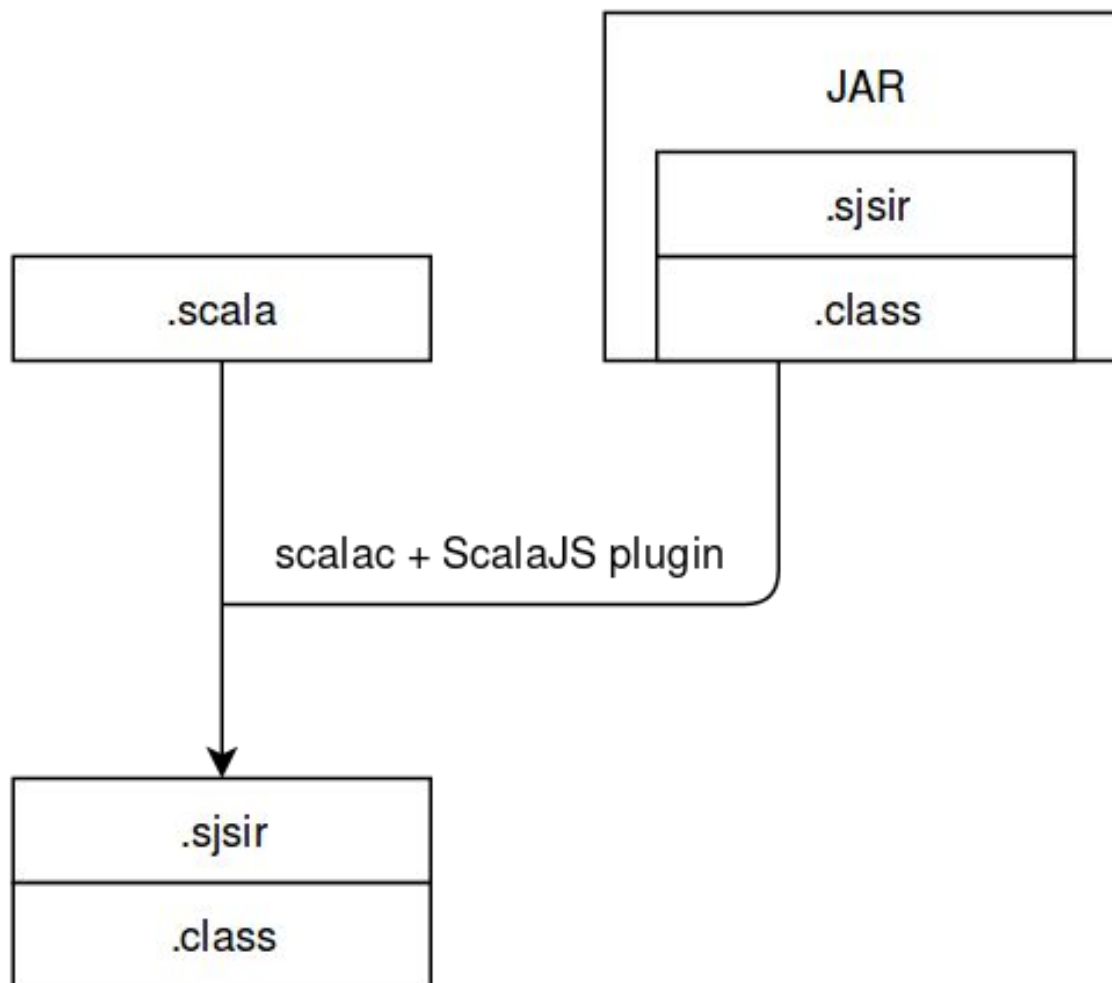 JAR
.sjsir
.class
.scala
scalac + ScalaJS plugin
.sjsir
.class